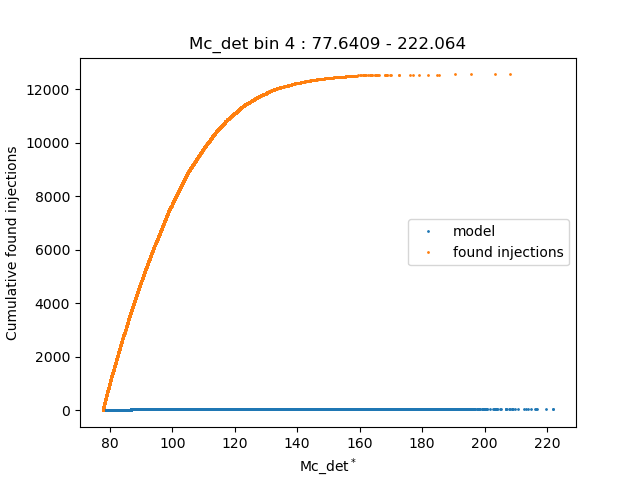 Mc_det bin 4 : 77.6409 - 222.064
Cumulative found injections
12000
10000
8000
6000
4000
2000
0
model
found injections
80 100 120 140 160 180 200 220
Mc_det*